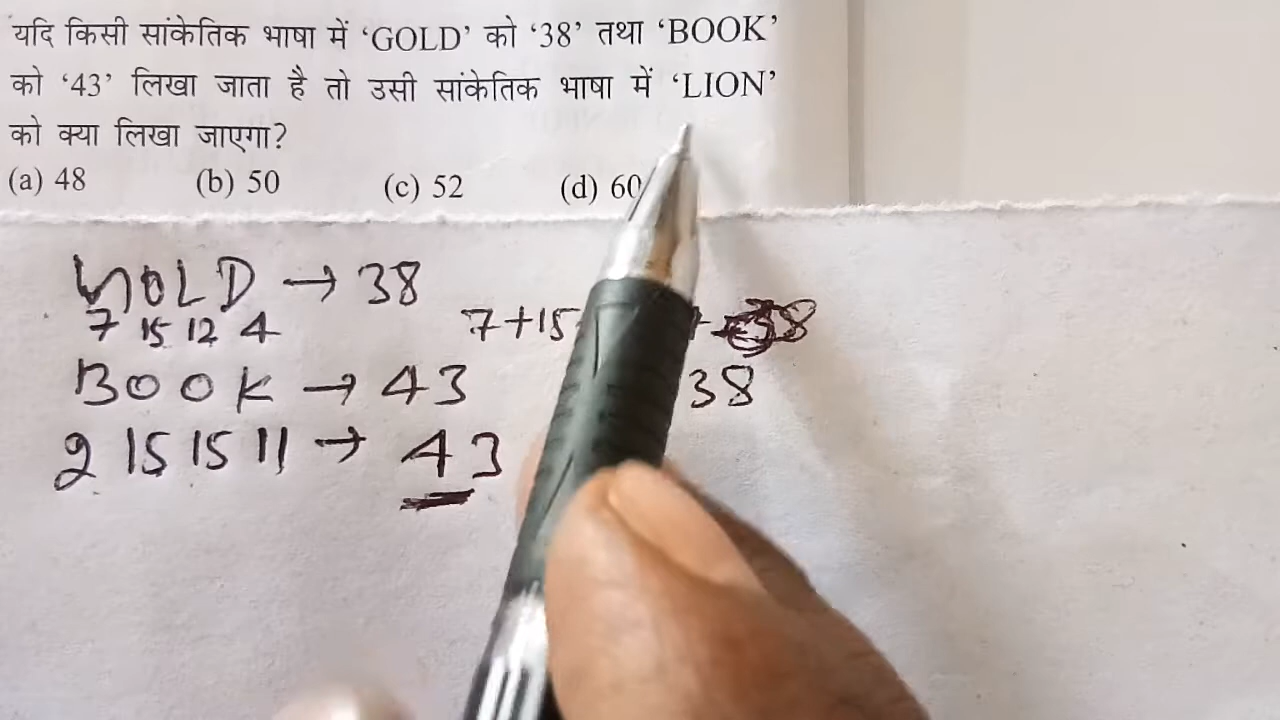 यदि किसी सांकेतिक भाषा में ‘GOLD’ को ‘38’ तथा ‘BOOK’
को ‘43’ लिखा जाता है तो उसी सांकेतिक भाषा में ‘LION’
को क्या लिखा जाएगा?
(a) 48 (b) 50 (c) 52 (d) 60
GOLD → 38
7 15 12 4 7+15
BOOK → 43 38
2 15 15 11 → 43